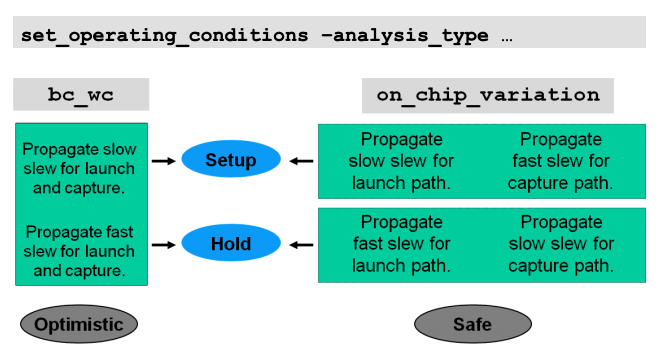 set_operating_conditions –analysis_type …
bc_wc
on_chip_variation
Propagate slow
slew for launch
and capture.
Setup
Propagate
slow slew for
launch path.
Propagate
fast slew for
capture path.
Propagate fast
slew for launch
and capture.
Hold
Propagate
fast slew for
launch path.
Propagate
slow slew for
capture path.
Optimistic
Safe